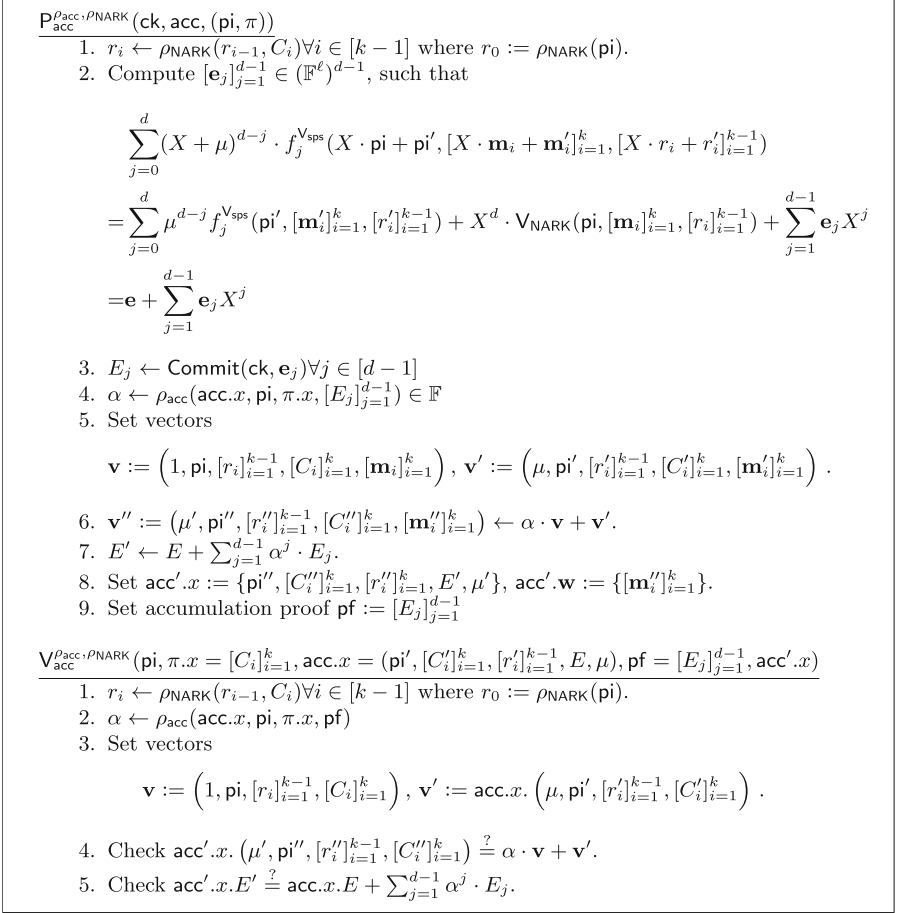 P_acc^{ρ_acc,ρ_NARK}(ck, acc, (pi, π))
1. r_i ← ρ_NARK(r_{i−1}, C_i)∀i ∈ [k − 1] where r_0 := ρ_NARK(pi).
2. Compute [e_j]_{j=1}^{d−1} ∈ (𝔽^ℓ)^{d−1}, such that
∑_{j=0}^{d}(X + μ)^{d−j} · f_j^{V_sps}(X · pi + pi′, [X · m_i + m′_i]_{i=1}^{k}, [X · r_i + r′_i]_{i=1}^{k−1})
= ∑_{j=0}^{d} μ^{d−j} f_j^{V_sps}(pi′, [m′_i]_{i=1}^{k}, [r′_i]_{i=1}^{k−1}) + X^d · V_NARK(pi, [m_i]_{i=1}^{k}, [r_i]_{i=1}^{k−1}) + ∑_{j=1}^{d−1} e_j X^j
=e + ∑_{j=1}^{d−1} e_j X^j
3. E_j ← Commit(ck, e_j)∀j ∈ [d − 1]
4. α ← ρ_acc(acc.x, pi, π.x, [E_j]_{j=1}^{d−1}) ∈ 𝔽
5. Set vectors
v := (1, pi, [r_i]_{i=1}^{k−1}, [C_i]_{i=1}^{k}, [m_i]_{i=1}^{k}) , v′ := (μ, pi′, [r′_i]_{i=1}^{k−1}, [C′_i]_{i=1}^{k}, [m′_i]_{i=1}^{k}) .
6. v″ := (μ′, pi″, [r″_i]_{i=1}^{k−1}, [C″_i]_{i=1}^{k}, [m″_i]_{i=1}^{k}) ← α · v + v′.
7. E′ ← E + ∑_{j=1}^{d−1} α^j · E_j.
8. Set acc′.x := {pi″, [C″_i]_{i=1}^{k}, [r″_i]_{i=1}^{k}, E′, μ′}, acc′.w := {[m″_i]_{i=1}^{k}}.
9. Set accumulation proof pf := [E_j]_{j=1}^{d−1}
V_acc^{ρ_acc,ρ_NARK}(pi, π.x = [C_i]_{i=1}^{k}, acc.x = (pi′, [C′_i]_{i=1}^{k}, [r′_i]_{i=1}^{k−1}, E, μ), pf = [E_j]_{j=1}^{d−1}, acc′.x)
1. r_i ← ρ_NARK(r_{i−1}, C_i)∀i ∈ [k − 1] where r_0 := ρ_NARK(pi).
2. α ← ρ_acc(acc.x, pi, π.x, pf)
3. Set vectors
v := (1, pi, [r_i]_{i=1}^{k−1}, [C_i]_{i=1}^{k}) , v′ := acc.x. (μ, pi′, [r′_i]_{i=1}^{k−1}, [C′_i]_{i=1}^{k}) .
4. Check acc′.x. (μ′, pi″, [r″_i]_{i=1}^{k−1}, [C″_i]_{i=1}^{k}) ≟ α · v + v′.
5. Check acc′.x.E′ ≟ acc.x.E + ∑_{j=1}^{d−1} α^j · E_j.